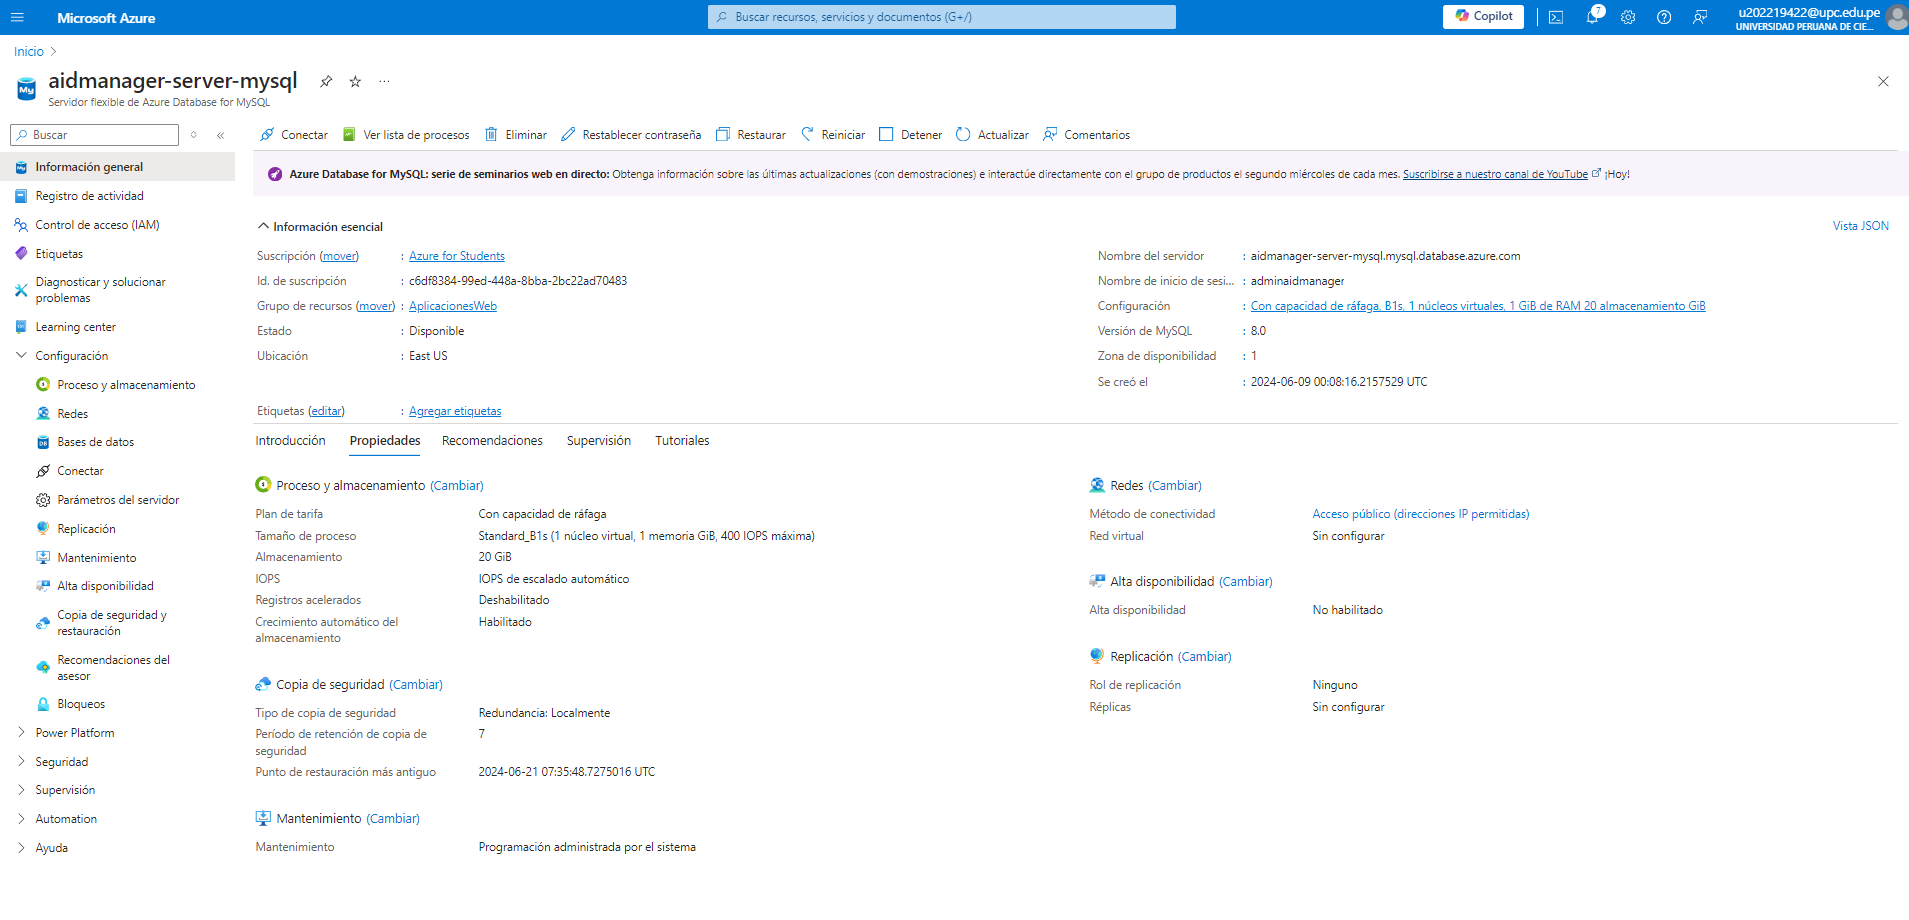 Microsoft Azure
Buscar recursos, servicios y documentos (G+/)
Copilot
7
u202219422@upc.edu.pe
UNIVERSIDAD PERUANA DE CIE...
Inicio
aidmanager-server-mysql
Servidor flexible de Azure Database for MySQL
Buscar
Conectar
Ver lista de procesos
Eliminar
Restablecer contraseña
Restaurar
Reiniciar
Detener
Actualizar
Comentarios
Información general
Registro de actividad
Control de acceso (IAM)
Etiquetas
Diagnosticar y solucionar
problemas
Learning center
Configuración
Proceso y almacenamiento
Redes
Bases de datos
Conectar
Parámetros del servidor
Replicación
Mantenimiento
Alta disponibilidad
Copia de seguridad y
restauración
Recomendaciones del
asesor
Bloqueos
Power Platform
Seguridad
Supervisión
Automation
Ayuda
Azure Database for MySQL: serie de seminarios web en directo: Obtenga información sobre las últimas actualizaciones (con demostraciones) e interactúe directamente con el grupo de productos el segundo miércoles de cada mes. Suscribirse a nuestro canal de YouTube ¡Hoy!
Información esencial
Vista JSON
Suscripción (mover) : Azure for Students
Id. de suscripción : c6df8384-99ed-448a-8bba-2bc22ad70483
Grupo de recursos (mover) : AplicacionesWeb
Estado : Disponible
Ubicación : East US
Nombre del servidor : aidmanager-server-mysql.mysql.database.azure.com
Nombre de inicio de sesi... : adminaidmanager
Configuración : Con capacidad de ráfaga, B1s, 1 núcleos virtuales, 1 GiB de RAM 20 almacenamiento GiB
Versión de MySQL : 8.0
Zona de disponibilidad : 1
Se creó el : 2024-06-09 00:08:16.2157529 UTC
Etiquetas (editar) : Agregar etiquetas
Introducción
Propiedades
Recomendaciones
Supervisión
Tutoriales
Proceso y almacenamiento (Cambiar)
Plan de tarifa Con capacidad de ráfaga
Tamaño de proceso Standard_B1s (1 núcleo virtual, 1 memoria GiB, 400 IOPS máxima)
Almacenamiento 20 GiB
IOPS IOPS de escalado automático
Registros acelerados Deshabilitado
Crecimiento automático del Habilitado
almacenamiento
Copia de seguridad (Cambiar)
Tipo de copia de seguridad Redundancia: Localmente
Período de retención de copia de 7
seguridad
Punto de restauración más antiguo 2024-06-21 07:35:48.7275016 UTC
Mantenimiento (Cambiar)
Mantenimiento Programación administrada por el sistema
Redes (Cambiar)
Método de conectividad Acceso público (direcciones IP permitidas)
Red virtual Sin configurar
Alta disponibilidad (Cambiar)
Alta disponibilidad No habilitado
Replicación (Cambiar)
Rol de replicación Ninguno
Réplicas Sin configurar